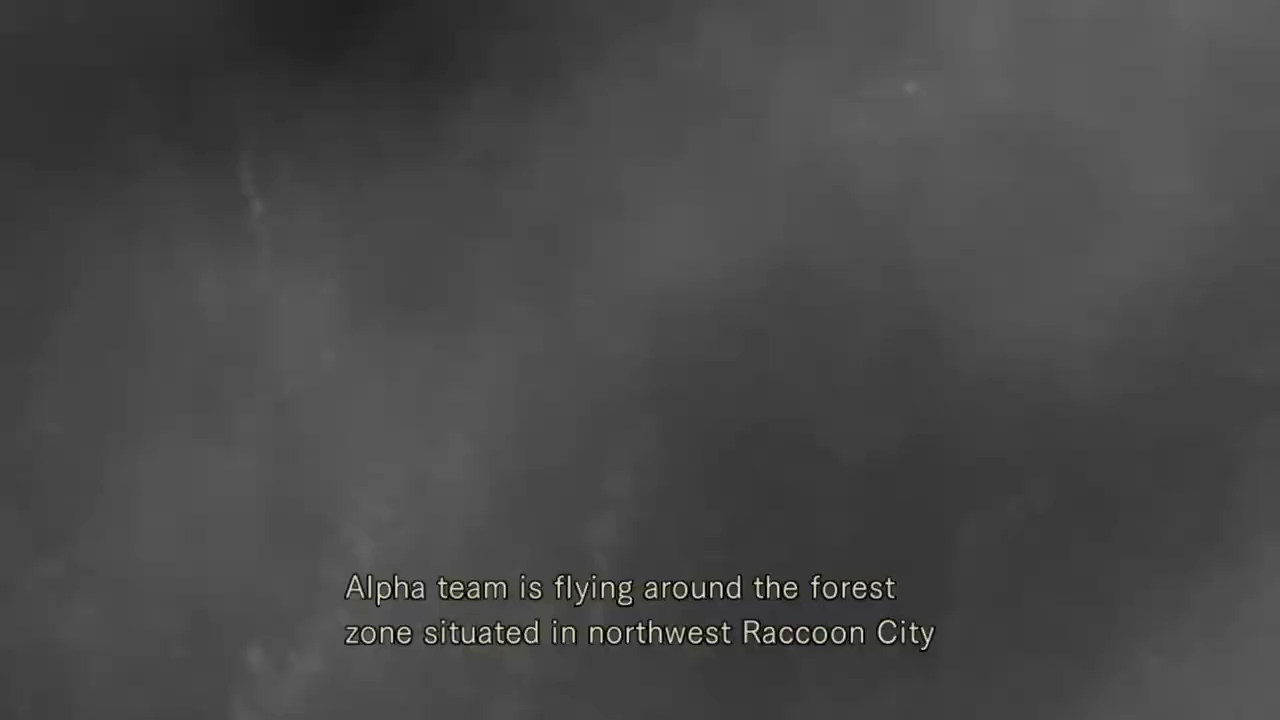 Alpha team is flying around the forest
zone situated in northwest Raccoon City